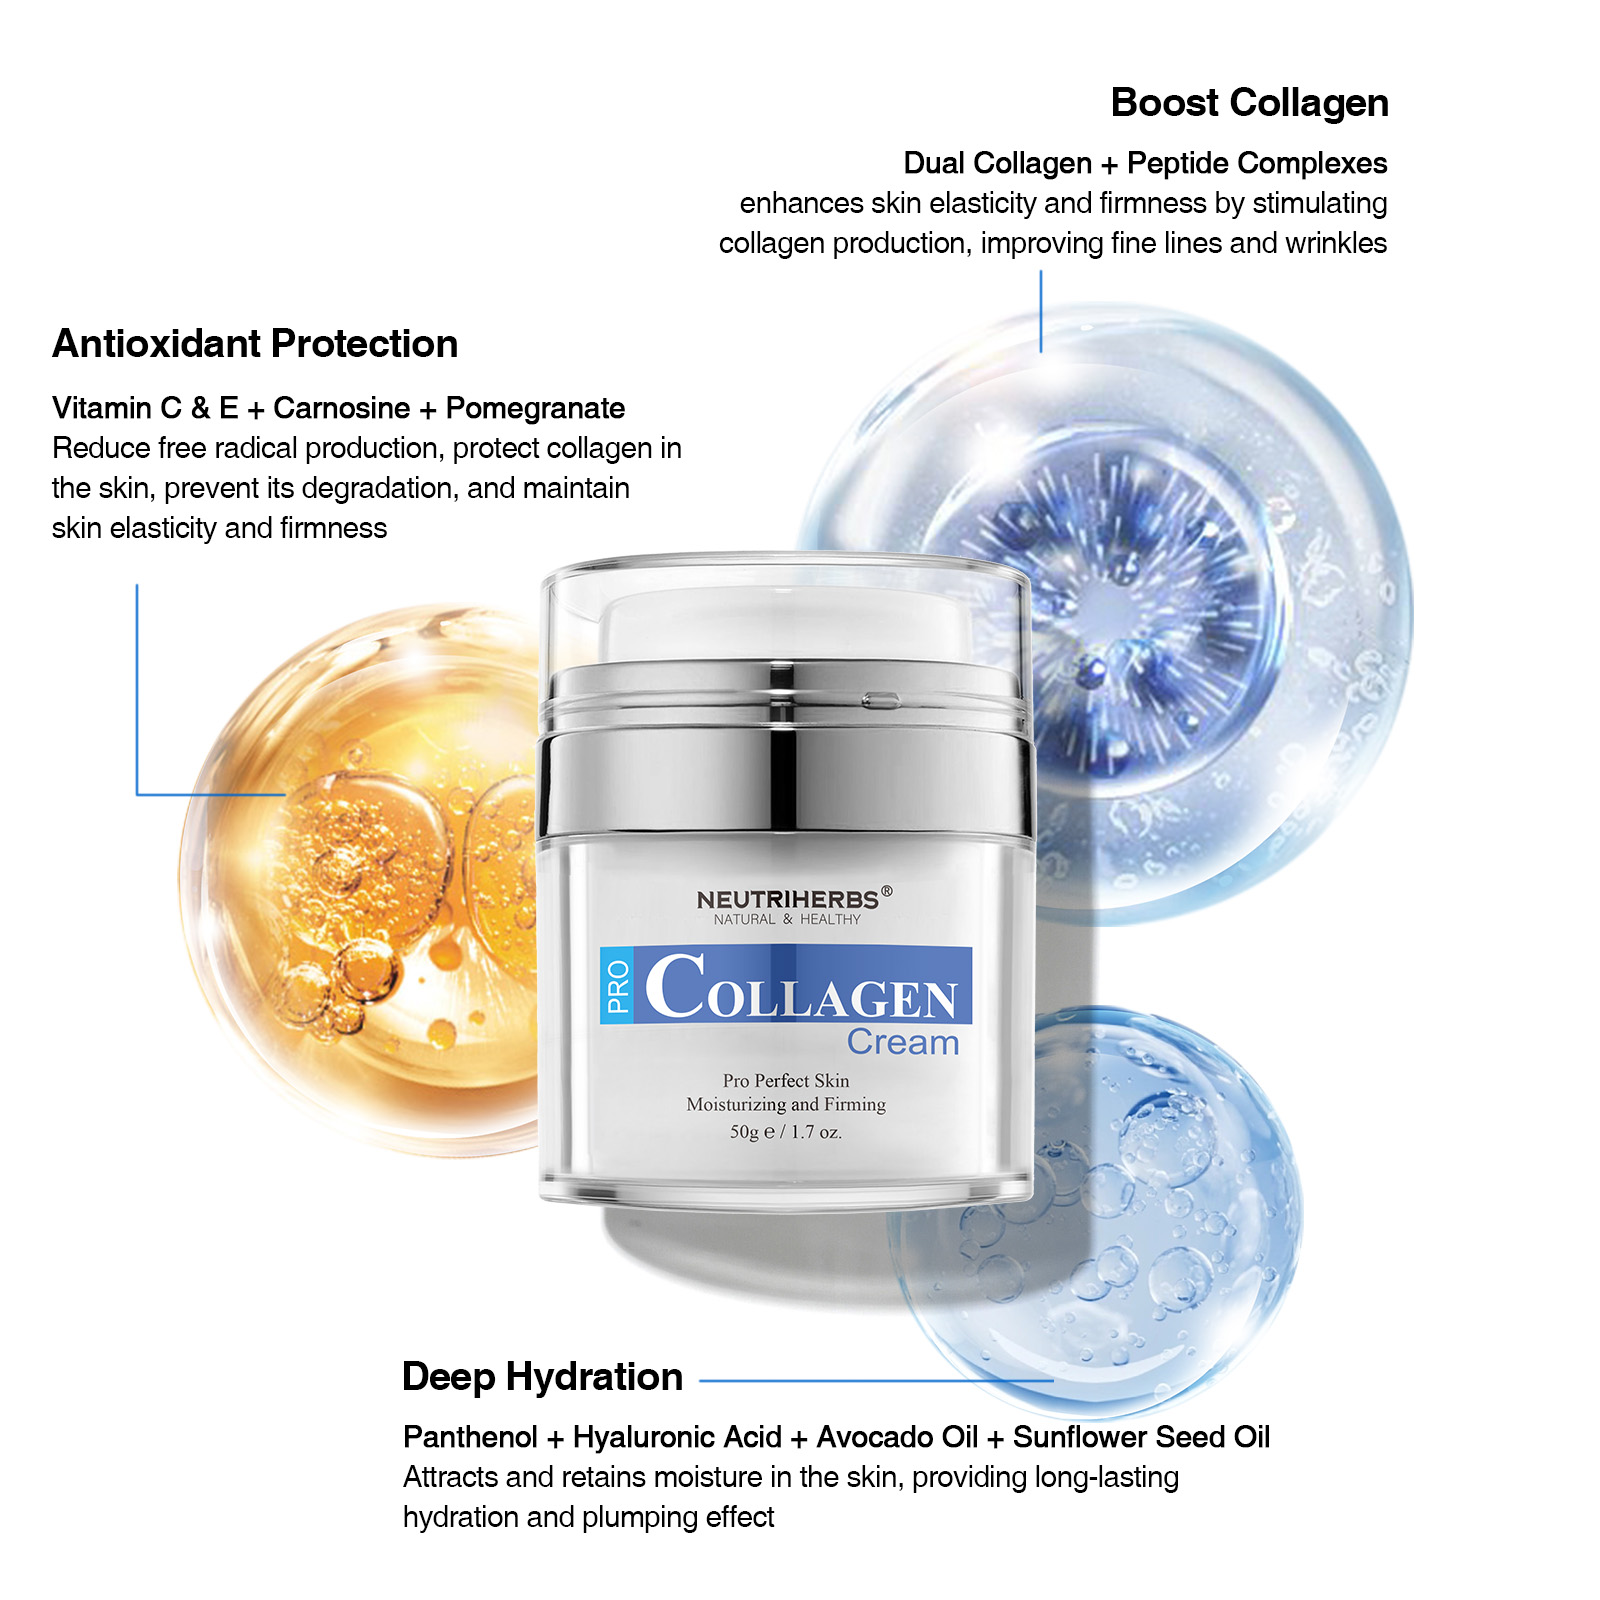 Boost Collagen
Dual Collagen + Peptide Complexes
enhances skin elasticity and firmness by stimulating
collagen production, improving fine lines and wrinkles
Antioxidant Protection
Vitamin C & E + Carnosine + Pomegranate
Reduce free radical production, protect collagen in
the skin, prevent its degradation, and maintain
skin elasticity and firmness
NEUTRIHERBS®
NATURAL & HEALTHY
PRO COLLAGEN
Cream
Pro Perfect Skin
Moisturizing and Firming
50g ℮ / 1.7 oz.
Deep Hydration
Panthenol + Hyaluronic Acid + Avocado Oil + Sunflower Seed Oil
Attracts and retains moisture in the skin, providing long-lasting
hydration and plumping effect